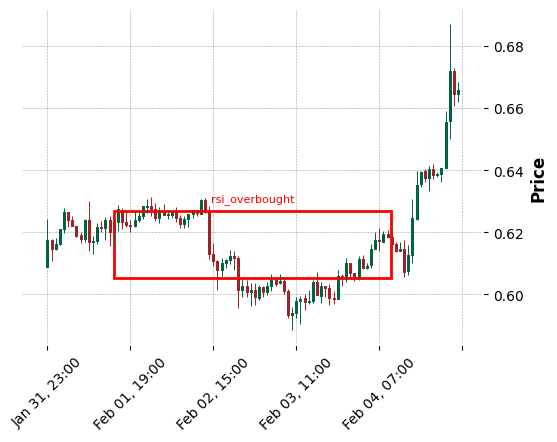 0.68
0.66
0.64
0.62
0.60
Price
rsi_overbought
Jan 31, 23:00
Feb 01, 19:00
Feb 02, 15:00
Feb 03, 11:00
Feb 04, 07:00